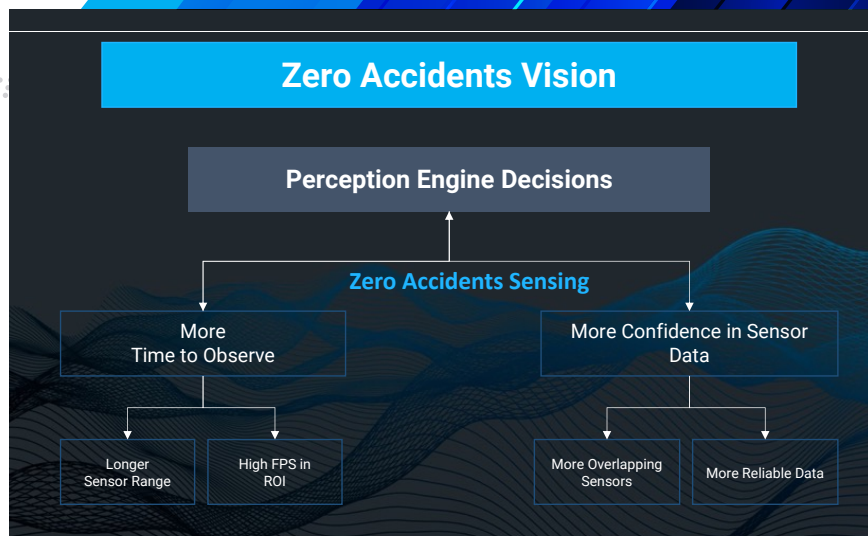 Zero Accidents Vision
Perception Engine Decisions
Zero Accidents Sensing
More
Time to Observe
More Confidence in Sensor
Data
Longer
Sensor Range
High FPS in
ROI
More Overlapping
Sensors
More Reliable Data